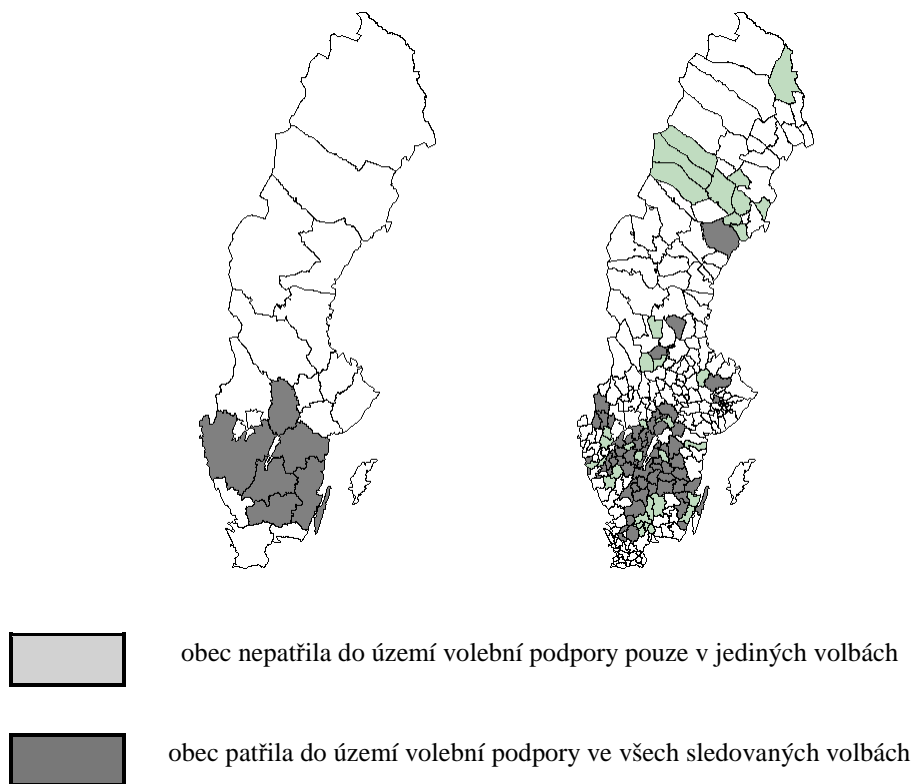 obec nepatřila do území volební podpory pouze v jediných volbách
obec patřila do území volební podpory ve všech sledovaných volbách